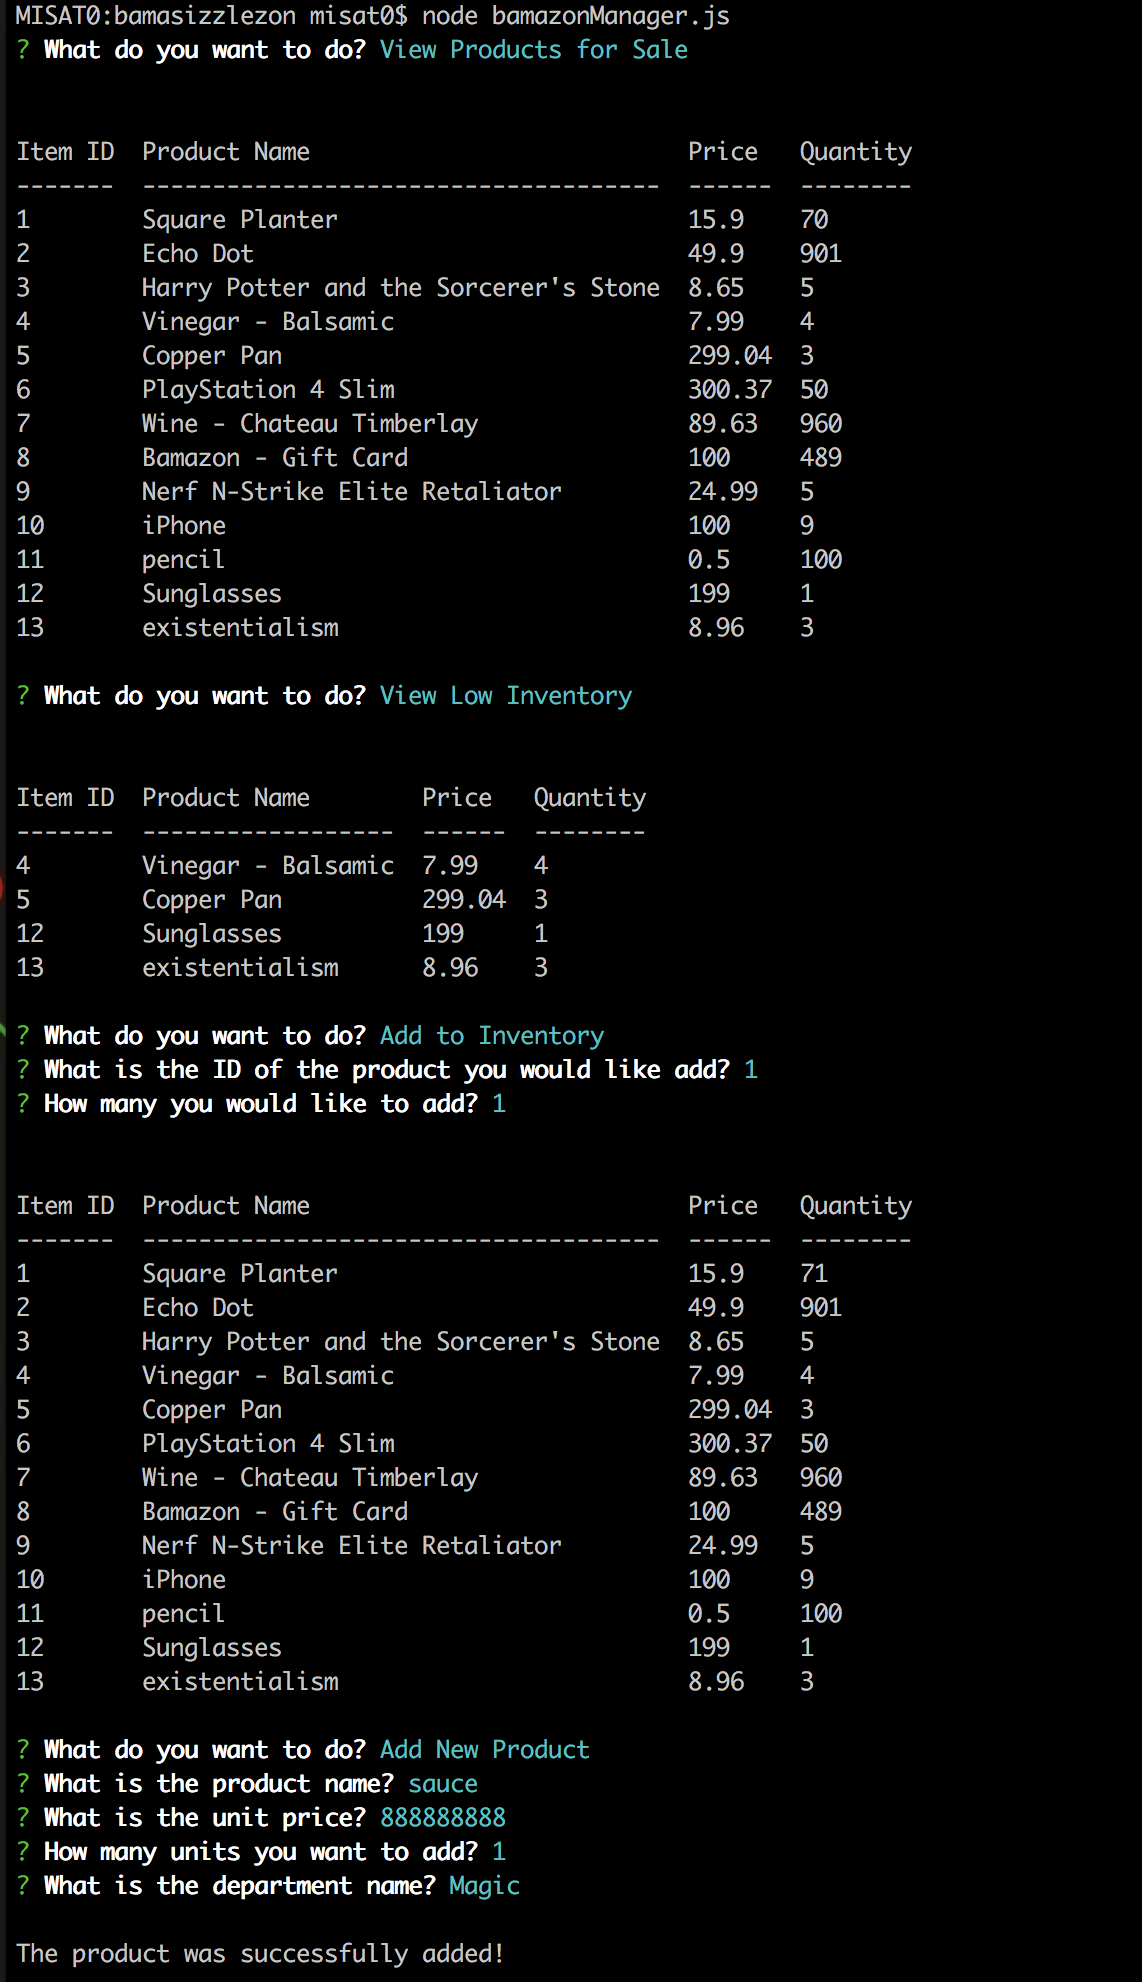 MISAT0:bamasizzlezon misat0$ node bamazonManager.js
? What do you want to do? View Products for Sale
Item ID  Product Name                           Price   Quantity
-------  -------------------------------------  ------  --------
1        Square Planter                         15.9    70
2        Echo Dot                               49.9    901
3        Harry Potter and the Sorcerer's Stone  8.65    5
4        Vinegar - Balsamic                     7.99    4
5        Copper Pan                             299.04  3
6        PlayStation 4 Slim                     300.37  50
7        Wine - Chateau Timberlay               89.63   960
8        Bamazon - Gift Card                    100     489
9        Nerf N-Strike Elite Retaliator         24.99   5
10       iPhone                                 100     9
11       pencil                                 0.5     100
12       Sunglasses                             199     1
13       existentialism                         8.96    3
? What do you want to do? View Low Inventory
Item ID  Product Name        Price   Quantity
-------  ------------------  ------  --------
4        Vinegar - Balsamic  7.99    4
5        Copper Pan          299.04  3
12       Sunglasses          199     1
13       existentialism      8.96    3
? What do you want to do? Add to Inventory
? What is the ID of the product you would like add? 1
? How many you would like to add? 1
Item ID  Product Name                           Price   Quantity
-------  -------------------------------------  ------  --------
1        Square Planter                         15.9    71
2        Echo Dot                               49.9    901
3        Harry Potter and the Sorcerer's Stone  8.65    5
4        Vinegar - Balsamic                     7.99    4
5        Copper Pan                             299.04  3
6        PlayStation 4 Slim                     300.37  50
7        Wine - Chateau Timberlay               89.63   960
8        Bamazon - Gift Card                    100     489
9        Nerf N-Strike Elite Retaliator         24.99   5
10       iPhone                                 100     9
11       pencil                                 0.5     100
12       Sunglasses                             199     1
13       existentialism                         8.96    3
? What do you want to do? Add New Product
? What is the product name? sauce
? What is the unit price? 888888888
? How many units you want to add? 1
? What is the department name? Magic
The product was successfully added!